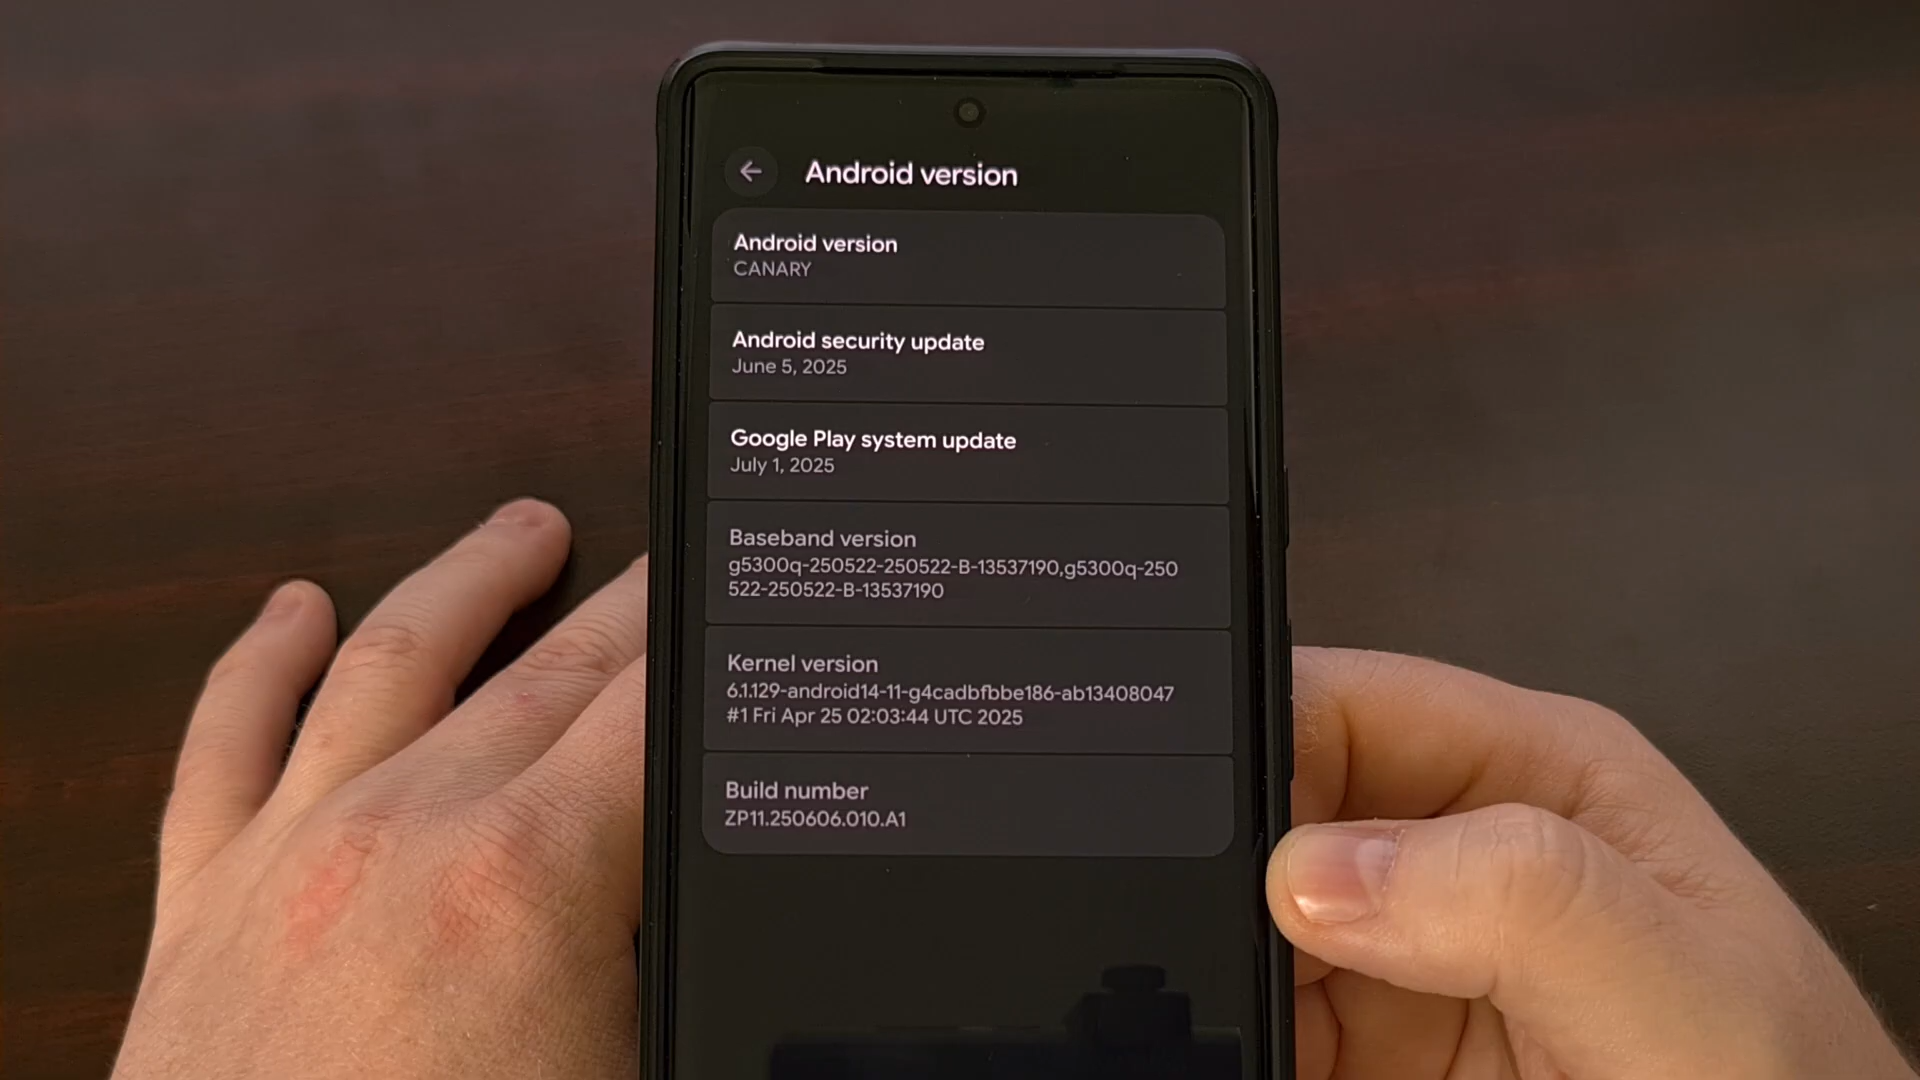 Android version
Android version
CANARY
Android security update
June 5, 2025
Google Play system update
July 1, 2025
Baseband version
g5300q-250522-250522-B-13537190,g5300q-250
522-250522-B-13537190
Kernel version
6.1.129-android14-11-g4cadbfbbe186-ab13408047
#1 Fri Apr 25 02:03:44 UTC 2025
Build number
ZP11.250606.010.A1